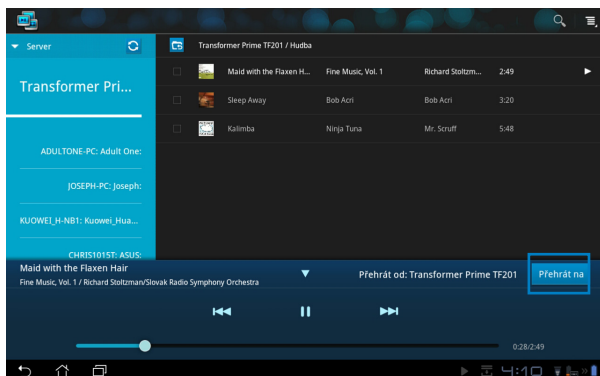 Server
Transformer Prime TF201 / Hudba
Transformer Pri...
Maid with the Flaxen H... Fine Music, Vol. 1 Richard Stoltzm... 2:49
Sleep Away Bob Acri Bob Acri 3:20
Kalimba Ninja Tuna Mr. Scruff 5:48
ADULTONE-PC: Adult One:
JOSEPH-PC: Joseph:
KUOWEI_H-NB1: Kuowei_Hua...
CHRIS1015T: ASUS:
Maid with the Flaxen Hair
Fine Music, Vol. 1 / Richard Stoltzman/Slovak Radio Symphony Orchestra
Přehrát od: Transformer Prime TF201
Přehrát na
0:28/2:49
4:10